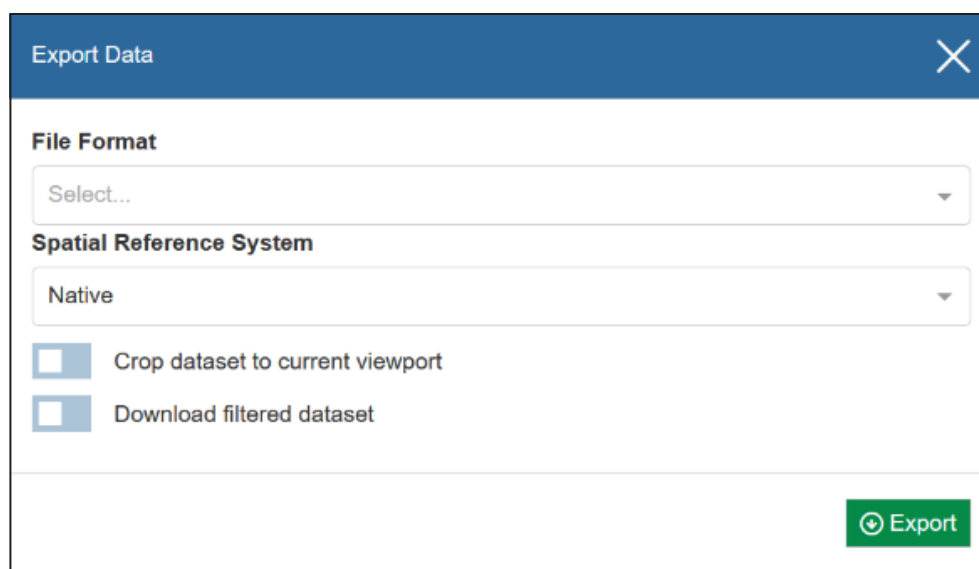 Export Data
File Format
Select...
Spatial Reference System
Native
Crop dataset to current viewport
Download filtered dataset
Export